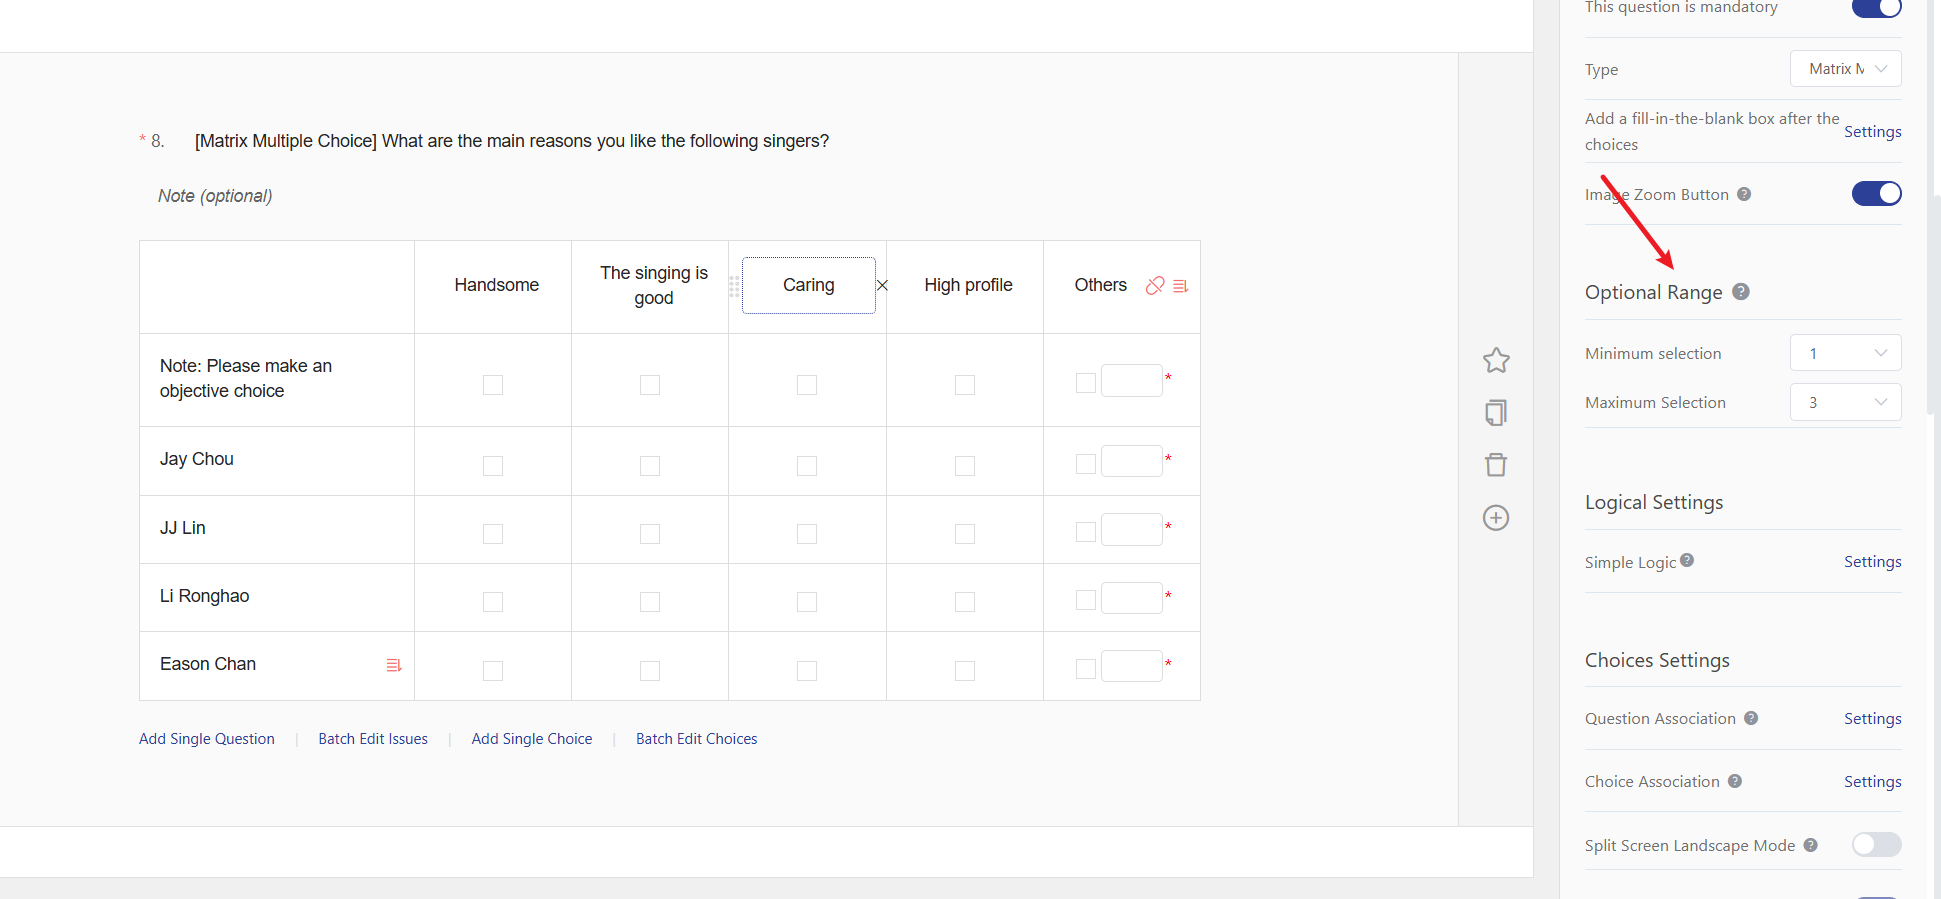 * 8. [Matrix Multiple Choice] What are the main reasons you like the following singers?
Note (optional)
Handsome
The singing is
good
Caring
High profile
Others
Note: Please make an
objective choice
*
Jay Chou
*
JJ Lin
*
Li Ronghao
*
Eason Chan
*
Add Single Question | Batch Edit Issues | Add Single Choice | Batch Edit Choices
This question is mandatory
Type
Matrix M
Add a fill-in-the-blank box after the
choices
Settings
Image Zoom Button ?
Optional Range ?
Minimum selection
1
Maximum Selection
3
Logical Settings
Simple Logic ?
Settings
Choices Settings
Question Association ?
Settings
Choice Association ?
Settings
Split Screen Landscape Mode ?